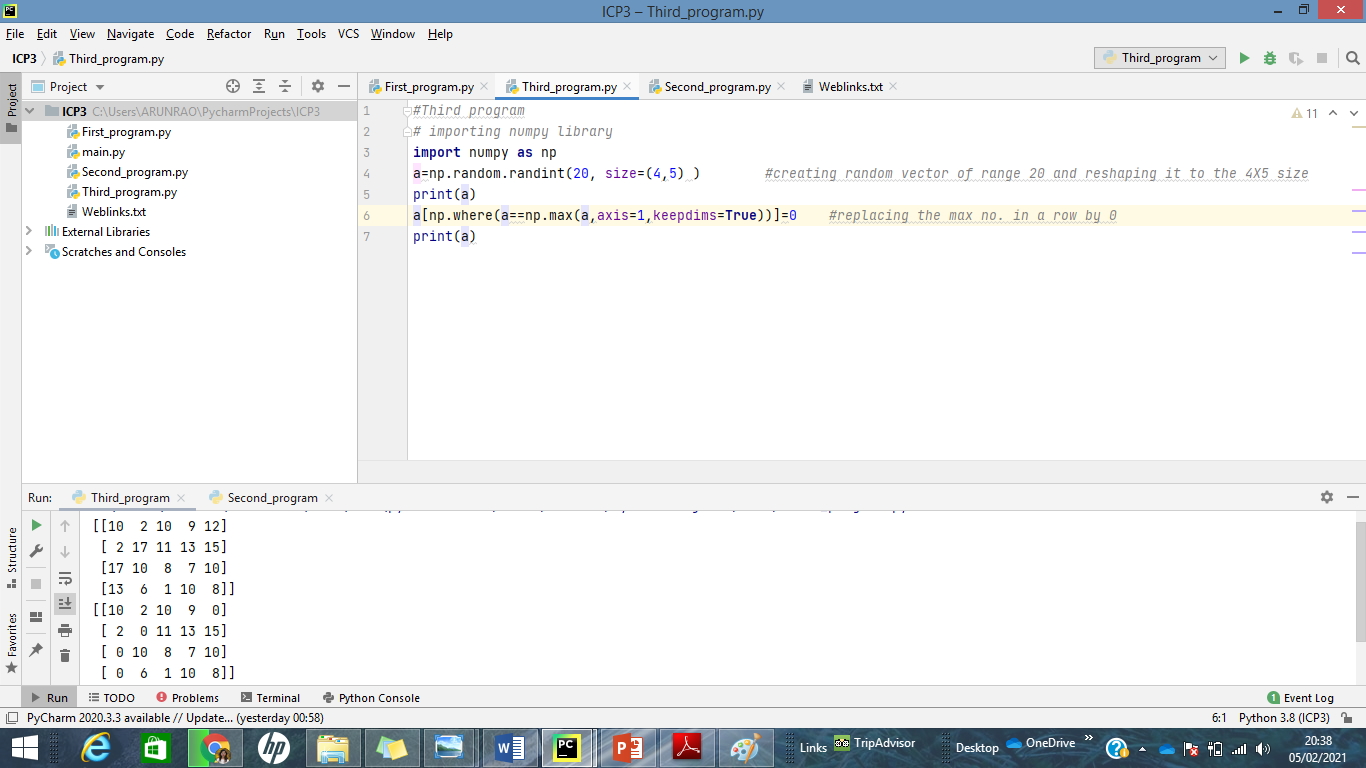 PC
ICP3 – Third_program.py
File Edit View Navigate Code Refactor Run Tools VCS Window Help
ICP3 Third_program.py
Third_program
Project
Project
First_program.py
Third_program.py
Second_program.py
Weblinks.txt
ICP3 C:\Users\ARUNRAO\PycharmProjects\ICP3
First_program.py
main.py
Second_program.py
Third_program.py
Weblinks.txt
External Libraries
Scratches and Consoles
11
1 #Third program
2 # importing numpy library
3 import numpy as np
4 a=np.random.randint(20, size=(4,5) ) #creating random vector of range 20 and reshaping it to the 4X5 size
5 print(a)
6 a[np.where(a==np.max(a,axis=1,keepdims=True))]=0 #replacing the max no. in a row by 0
7 print(a)
Run: Third_program Second_program
Structure
Favorites
[[10 2 10 9 12]
[ 2 17 11 13 15]
[17 10 8 7 10]
[13 6 1 10 8]]
[[10 2 10 9 0]
[ 2 0 11 13 15]
[ 0 10 8 7 10]
[ 0 6 1 10 8]]
Run TODO Problems Terminal Python Console 1 Event Log
PyCharm 2020.3.3 available // Update... (yesterday 00:58) 6:1 Python 3.8 (ICP3)
hp
W
PC
P
Links TripAdvisor Desktop OneDrive » 20:38
05/02/2021